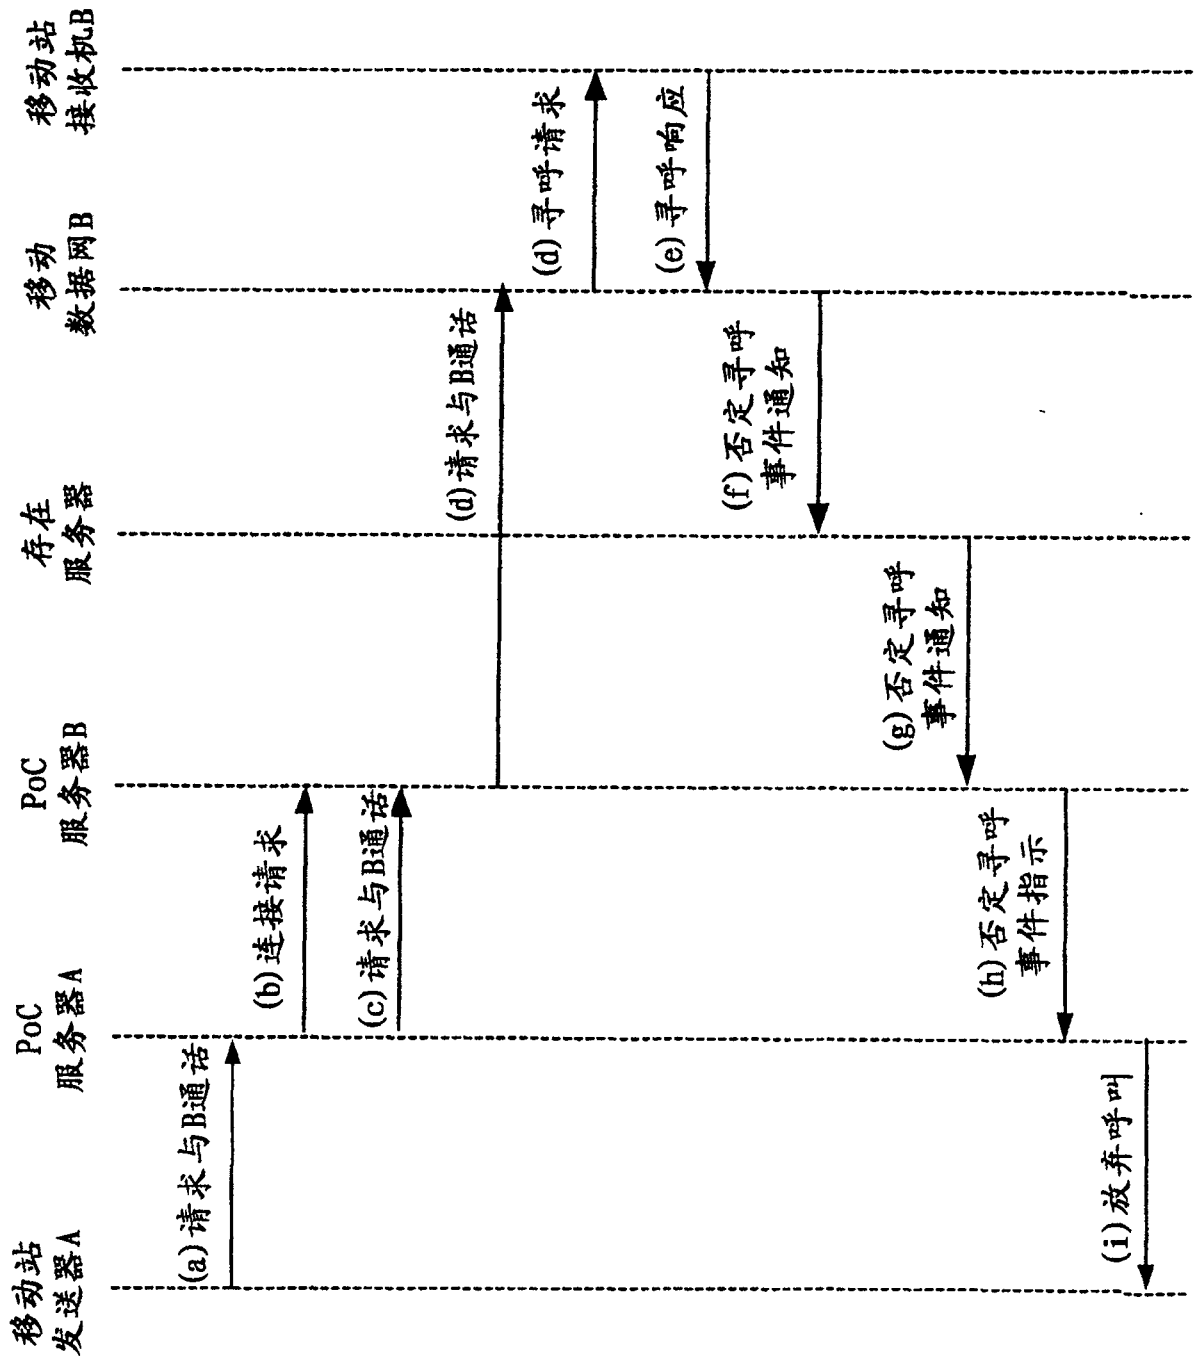 移动站
发送器A
PoC
服务器A
PoC
服务器B
存在
服务器
移动
数据网B
移动站
接收机B
(a)请求与B通话
(b)连接请求
(c)请求与B通话
(d)请求与B通话
(d)寻呼请求
(e)寻呼响应
(f)否定寻呼
事件通知
(g)否定寻呼
事件通知
(h)否定寻呼
事件指示
(i)放弃呼叫